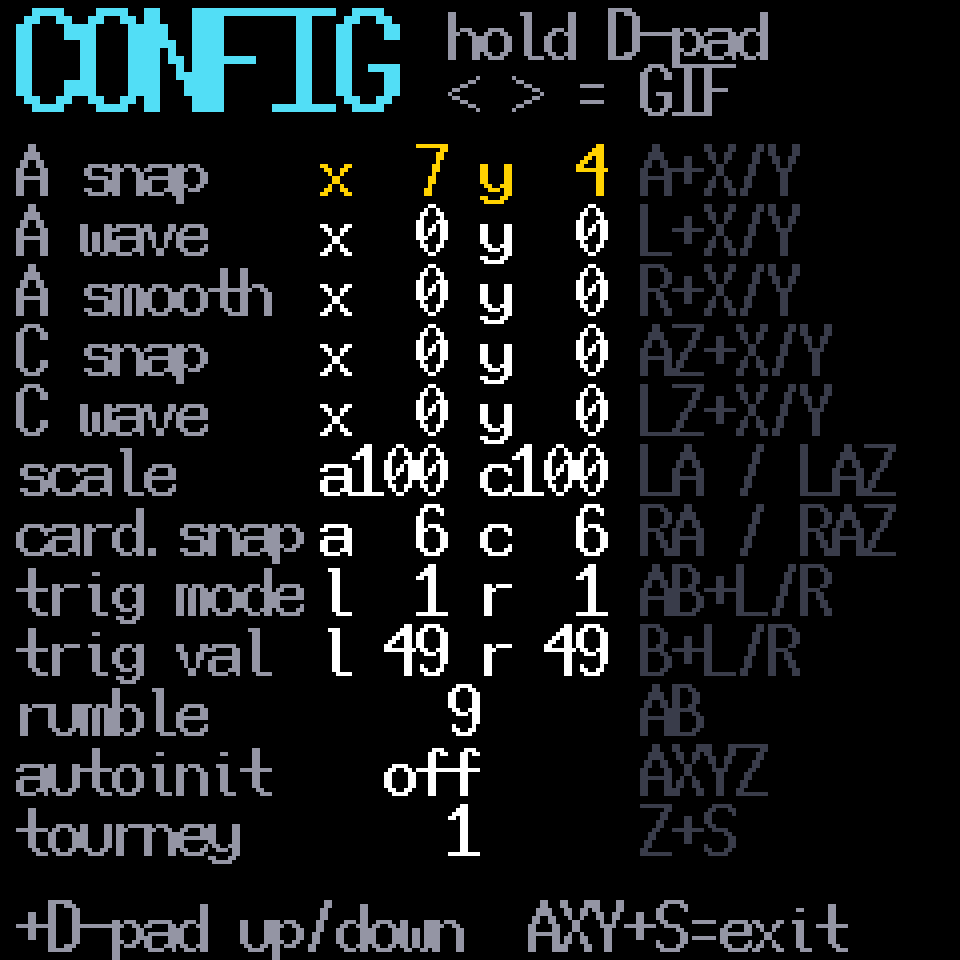 CONFIG hold D-pad
< > = GIF
A snap x 7 y 4 A+X/Y
A wave x 0 y 0 L+X/Y
A smooth x 0 y 0 R+X/Y
C snap x 0 y 0 AZ+X/Y
C wave x 0 y 0 LZ+X/Y
scale a100 c100 LA / LAZ
card. snap a 6 c 6 RA / RAZ
trig mode l 1 r 1 AB+L/R
trig val l 49 r 49 B+L/R
rumble 9 AB
autoinit off AXYZ
tourney 1 Z+S
+D-pad up/down AXY+S=exit